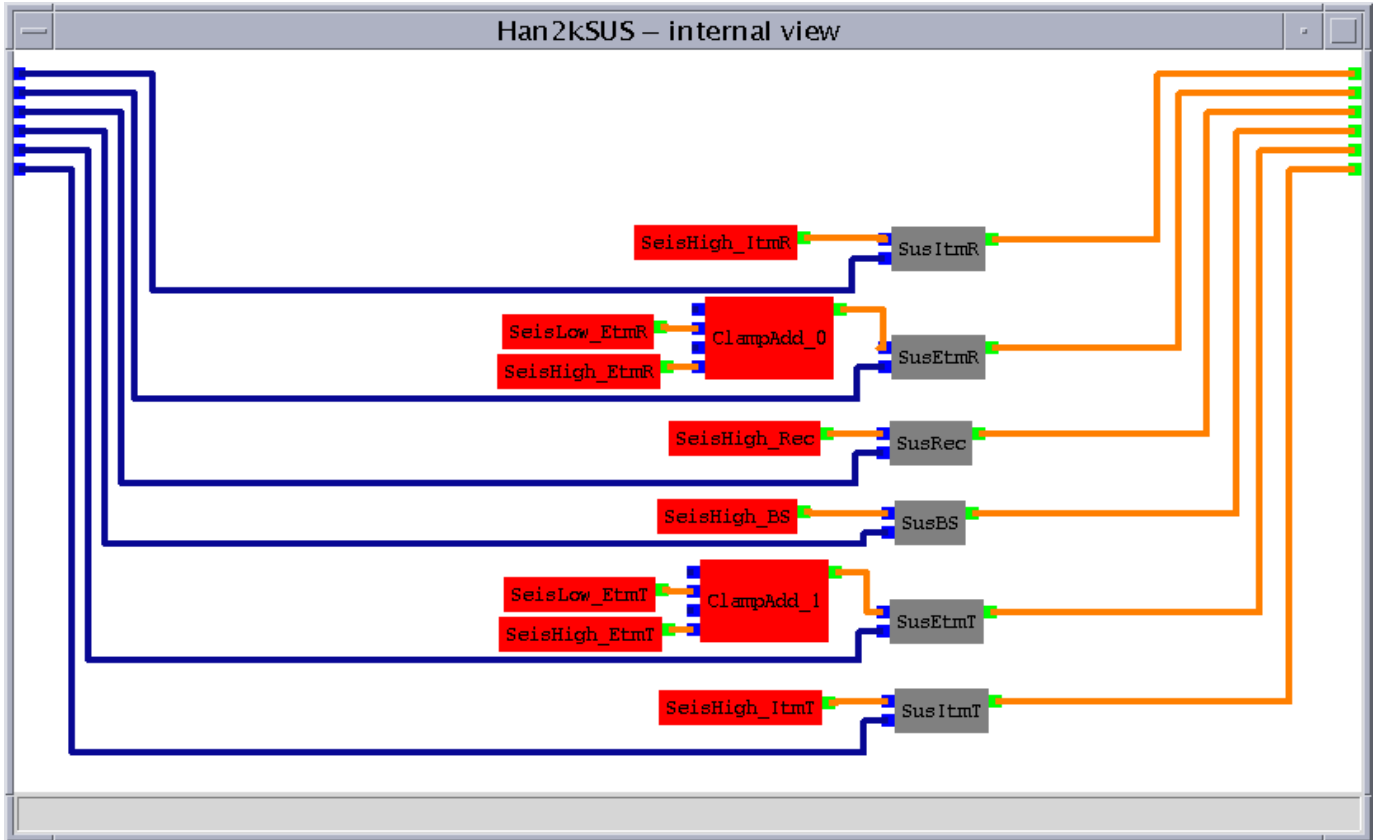 Han2kSUS – internal view
SeisHigh_ItmR
SusItmR
SeisLow_EtmR
ClampAdd_0
SusEtmR
SeisHigh_EtmR
SeisHigh_Rec
SusRec
SeisHigh_BS
SusBS
SeisLow_EtmT
ClampAdd_1
SusEtmT
SeisHigh_EtmT
SeisHigh_ItmT
SusItmT